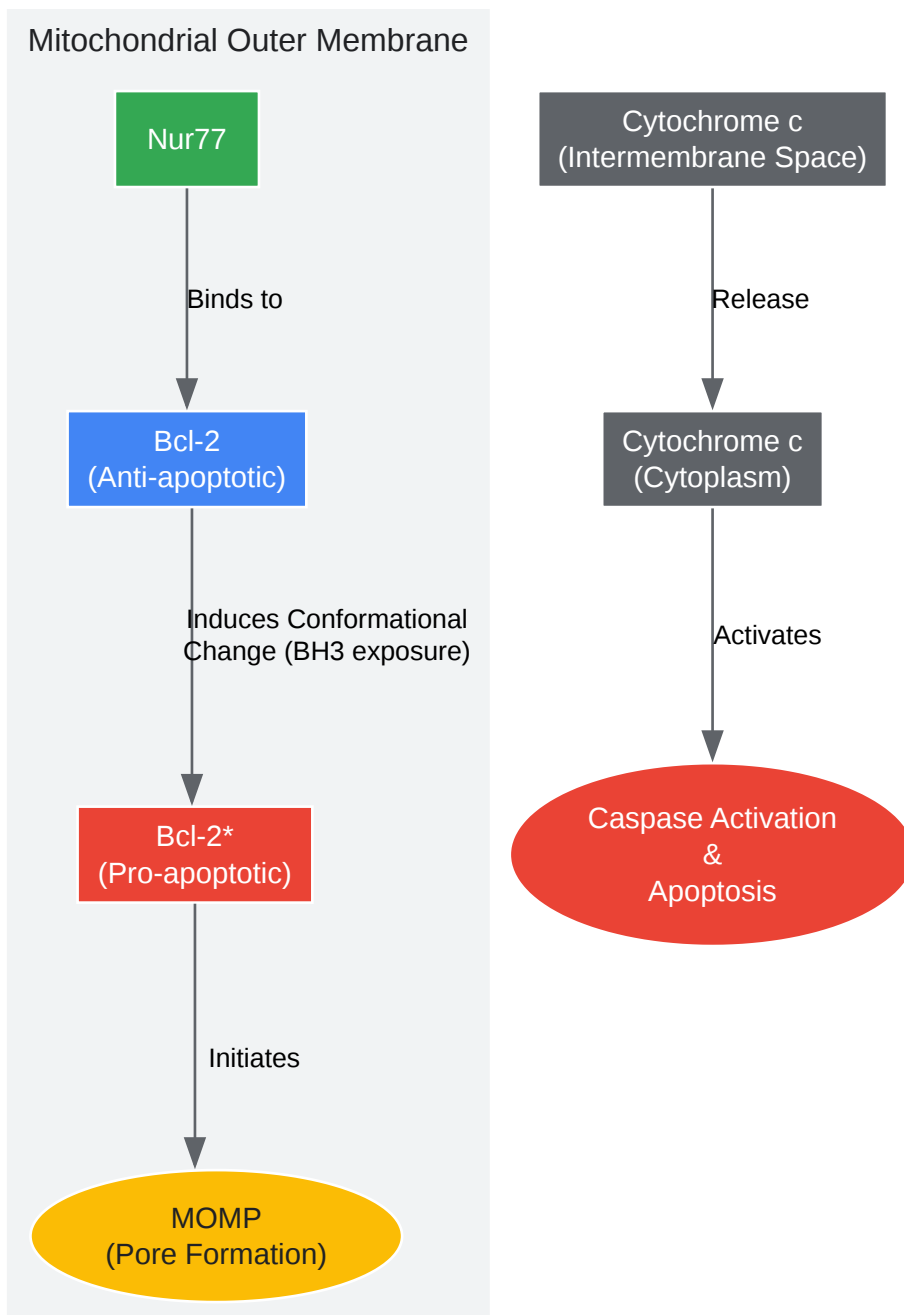 Mitochondrial Outer Membrane
Nur77
Binds to
Bcl-2
(Anti-apoptotic)
Induces Conformational
Change (BH3 exposure)
Bcl-2*
(Pro-apoptotic)
Initiates
MOMP
(Pore Formation)
Cytochrome c
(Intermembrane Space)
Release
Cytochrome c
(Cytoplasm)
Activates
Caspase Activation
&
Apoptosis